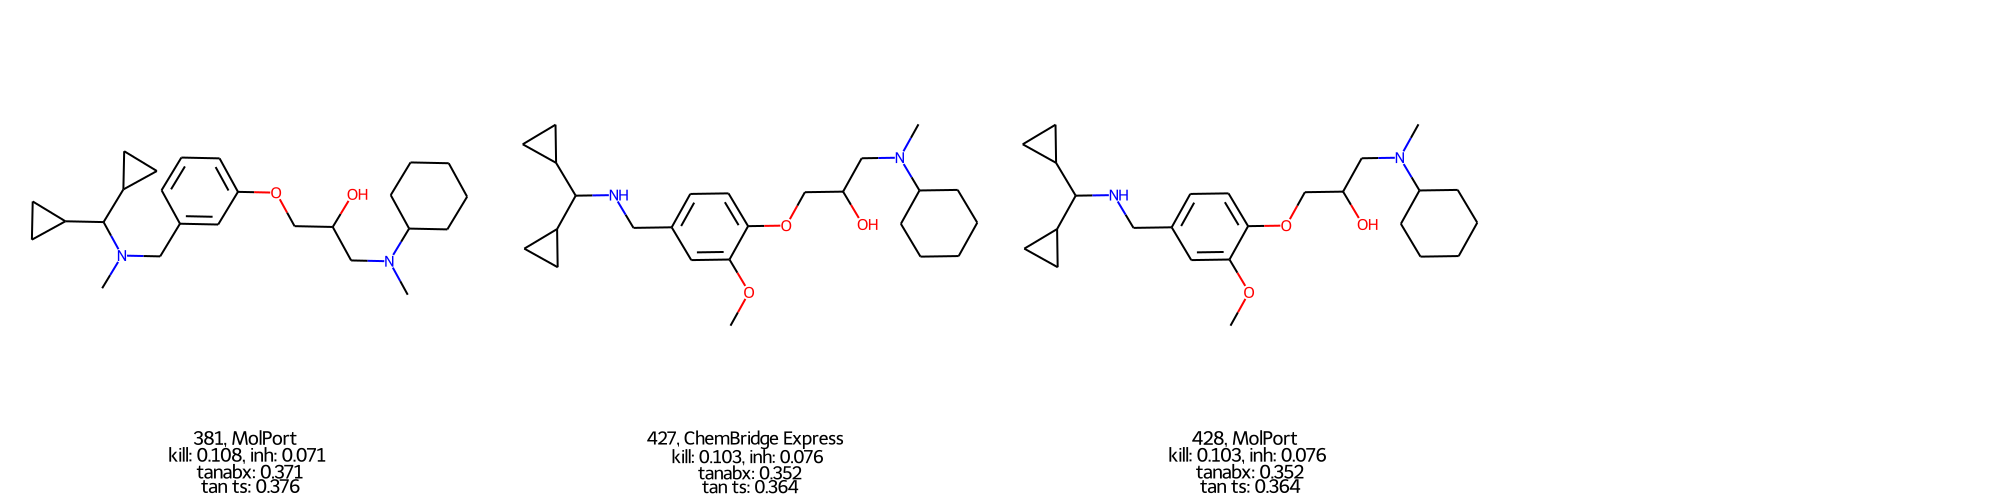 O
OH
N
N
NH
O
OH
O
N
NH
O
OH
O
N
381, MolPort
kill: 0.108, inh: 0.071
tanabx: 0.371
tan ts: 0.376
427, ChemBridge Express
kill: 0.103, inh: 0.076
tanabx: 0.352
tan ts: 0.364
428, MolPort
kill: 0.103, inh: 0.076
tanabx: 0.352
tan ts: 0.364